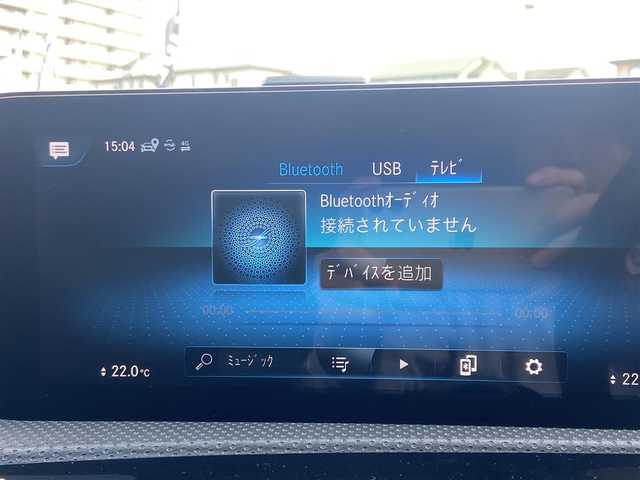 15:04 4G
Bluetooth USB ﾃﾚﾋﾞ
Bluetoothｵｰﾃﾞｨｵ
接続されていません
ﾃﾞﾊﾞｲｽを追加
00:00 00:00
ﾐｭｰｼﾞｯｸ
22.0°C 22